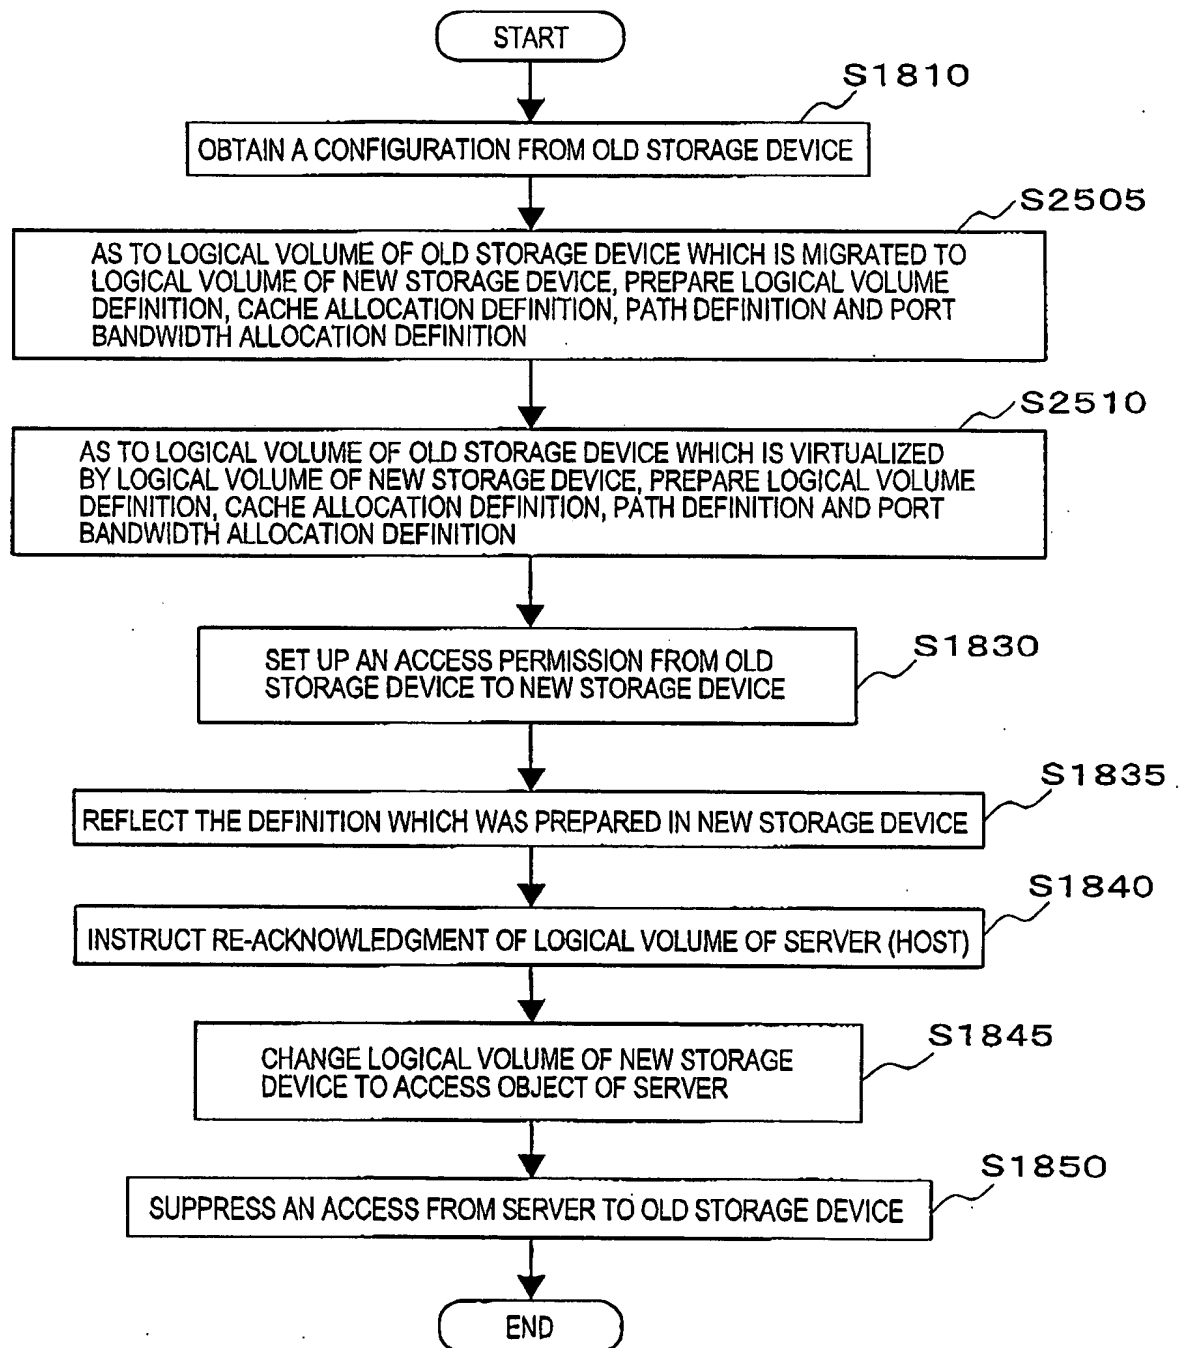 START
S1810
OBTAIN A CONFIGURATION FROM OLD STORAGE DEVICE
S2505
AS TO LOGICAL VOLUME OF OLD STORAGE DEVICE WHICH IS MIGRATED TO
LOGICAL VOLUME OF NEW STORAGE DEVICE, PREPARE LOGICAL VOLUME
DEFINITION, CACHE ALLOCATION DEFINITION, PATH DEFINITION AND PORT
BANDWIDTH ALLOCATION DEFINITION
S2510
AS TO LOGICAL VOLUME OF OLD STORAGE DEVICE WHICH IS VIRTUALIZED
BY LOGICAL VOLUME OF NEW STORAGE DEVICE, PREPARE LOGICAL VOLUME
DEFINITION, CACHE ALLOCATION DEFINITION, PATH DEFINITION AND PORT
BANDWIDTH ALLOCATION DEFINITION
S1830
SET UP AN ACCESS PERMISSION FROM OLD
STORAGE DEVICE TO NEW STORAGE DEVICE
S1835
REFLECT THE DEFINITION WHICH WAS PREPARED IN NEW STORAGE DEVICE
S1840
INSTRUCT RE-ACKNOWLEDGMENT OF LOGICAL VOLUME OF SERVER (HOST)
S1845
CHANGE LOGICAL VOLUME OF NEW STORAGE
DEVICE TO ACCESS OBJECT OF SERVER
S1850
SUPPRESS AN ACCESS FROM SERVER TO OLD STORAGE DEVICE
END